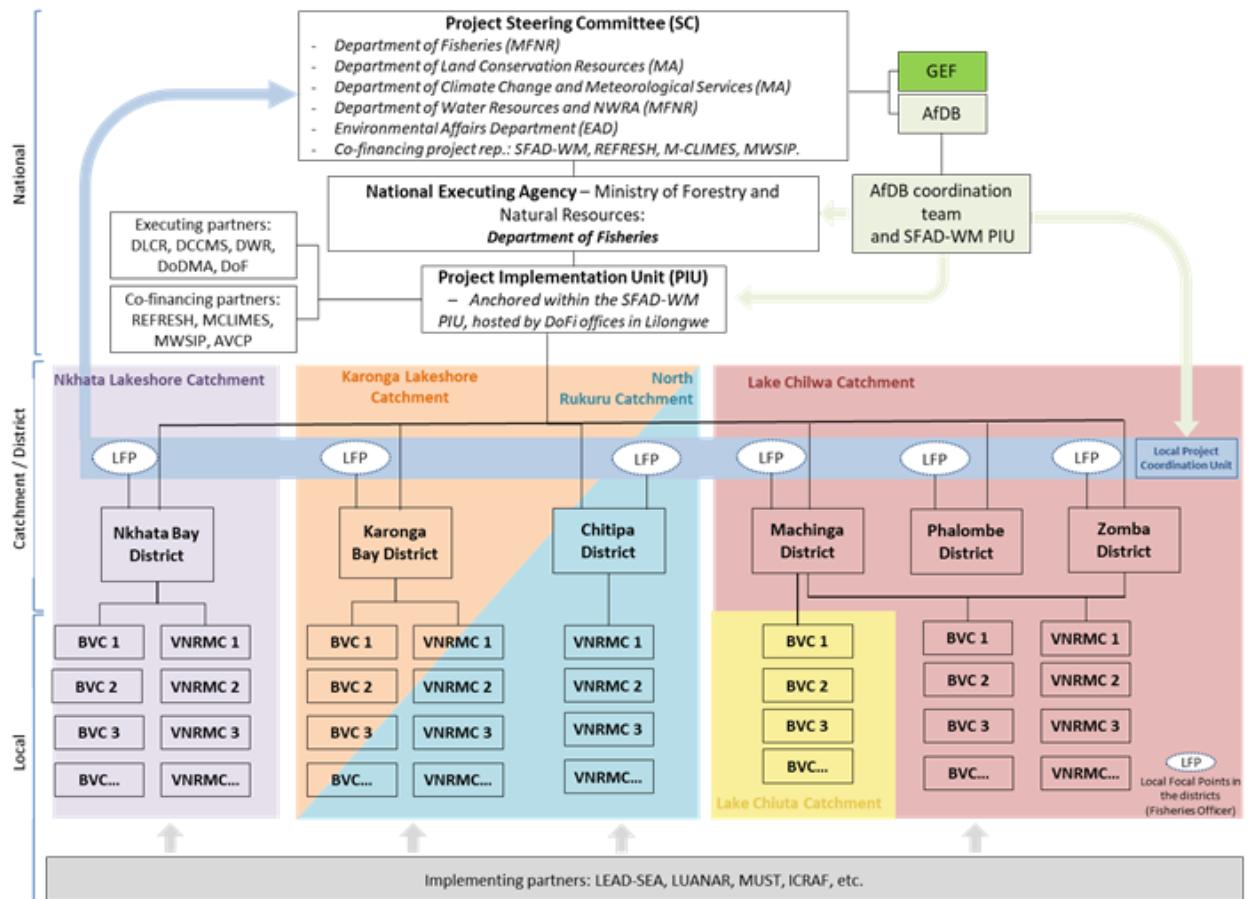 National
Project Steering Committee (SC)
- Department of Fisheries (MFNR)
- Department of Land Conservation Resources (MA)
- Department of Climate Change and Meteorological Services (MA)
- Department of Water Resources and NWRA (MFNR)
- Environmental Affairs Department (EAD)
- Co-financing project rep.: SFAD-WM, REFRESH, M-CLIMES, MWSIP.
GEF
AfDB
National Executing Agency – Ministry of Forestry and
Natural Resources:
Department of Fisheries
AfDB coordination
team
and SFAD-WM PIU
Executing partners:
DLCR, DCCMS, DWR,
DoDMA, DoF
Co-financing partners:
REFRESH, MCLIMES,
MWSIP, AVCP
Project Implementation Unit (PIU)
– Anchored within the SFAD-WM
PIU, hosted by DoFi offices in Lilongwe
Catchment / District
Nkhata Lakeshore Catchment
Karonga Lakeshore
Catchment
North
Rukuru Catchment
Lake Chilwa Catchment
LFP
LFP
LFP
LFP
LFP
LFP
Local Project
Coordination Unit
Nkhata Bay
District
Karonga
Bay District
Chitipa
District
Machinga
District
Phalombe
District
Zomba
District
Local
BVC 1
BVC 2
BVC 3
BVC...
VNRMC 1
VNRMC 2
VNRMC 3
VNRMC...
BVC 1
BVC 2
BVC 3
BVC...
VNRMC 1
VNRMC 2
VNRMC 3
VNRMC...
VNRMC 1
VNRMC 2
VNRMC 3
VNRMC...
BVC 1
BVC 2
BVC 3
BVC...
Lake Chiuta Catchment
BVC 1
BVC 2
BVC 3
BVC...
VNRMC 1
VNRMC 2
VNRMC 3
VNRMC...
LFP
Local Focal Points in
the districts
(Fisheries Officer)
Implementing partners: LEAD-SEA, LUANAR, MUST, ICRAF, etc.